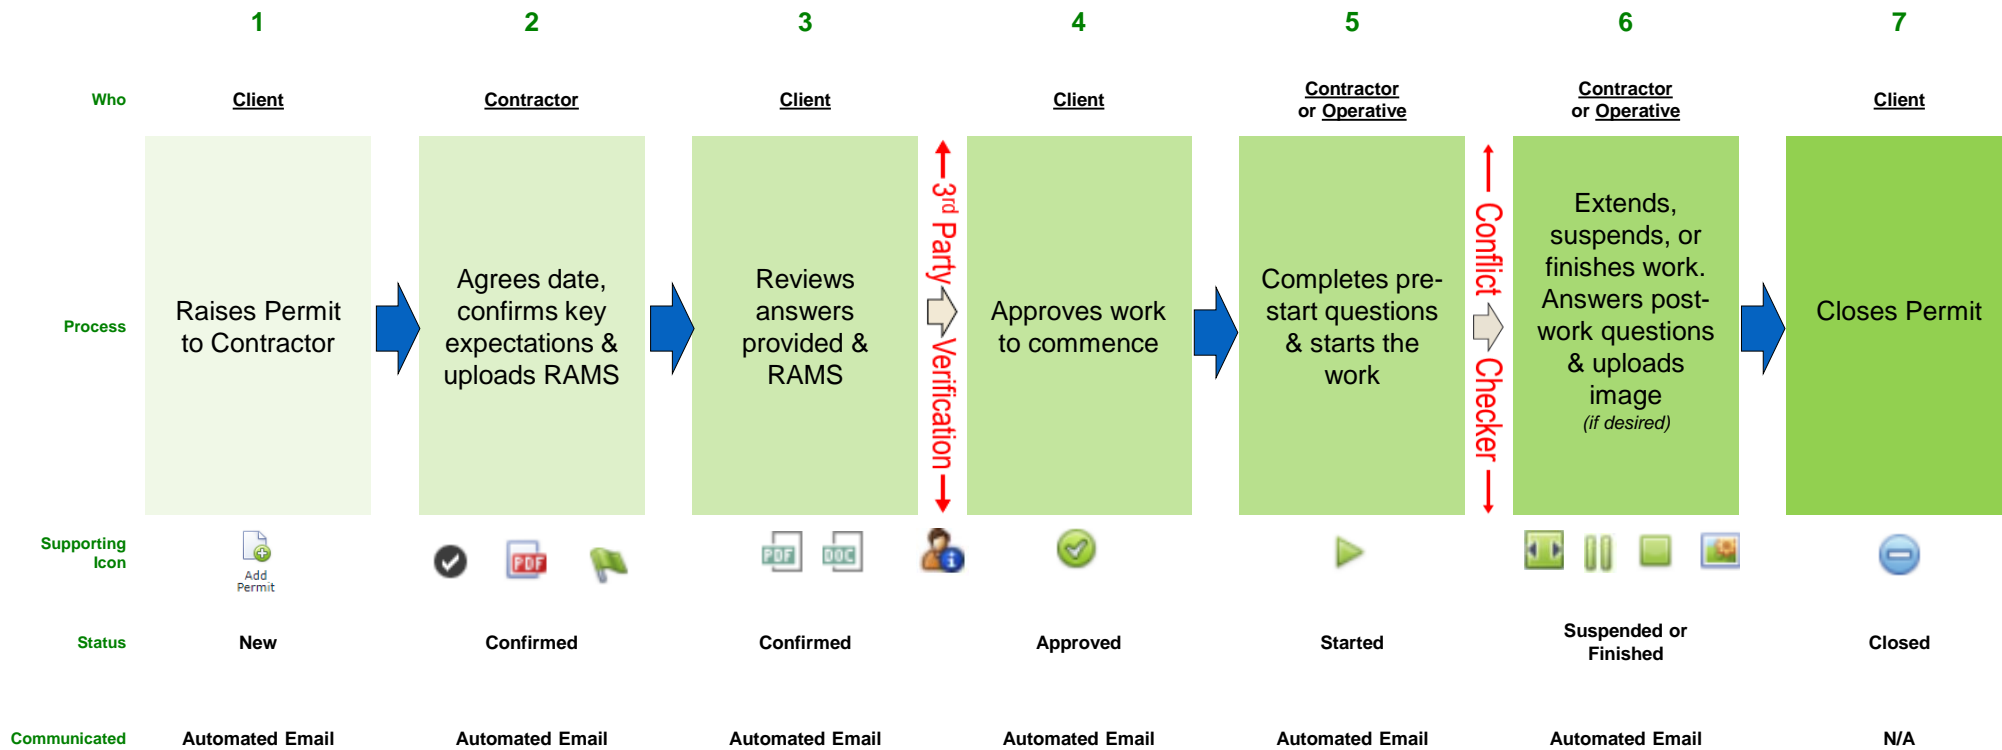 1 2 3 4 5 6 7
Who
Client
Contractor
Client
Client
Contractor
or Operative
Contractor
or Operative
Client
Process
Raises Permit
to Contractor
Agrees date,
confirms key
expectations &
uploads RAMS
Reviews
answers
provided &
RAMS
3rd Party Verification
Approves work
to commence
Completes pre-
start questions
& starts the
work
Conflict Checker
Extends,
suspends, or
finishes work.
Answers post-
work questions
& uploads
image
(if desired)
Closes Permit
Supporting
Icon
Add
Permit
PDF
PDF
DOC
i
Status
New
Confirmed
Confirmed
Approved
Started
Suspended or
Finished
Closed
Communicated
Automated Email
Automated Email
Automated Email
Automated Email
Automated Email
Automated Email
N/A